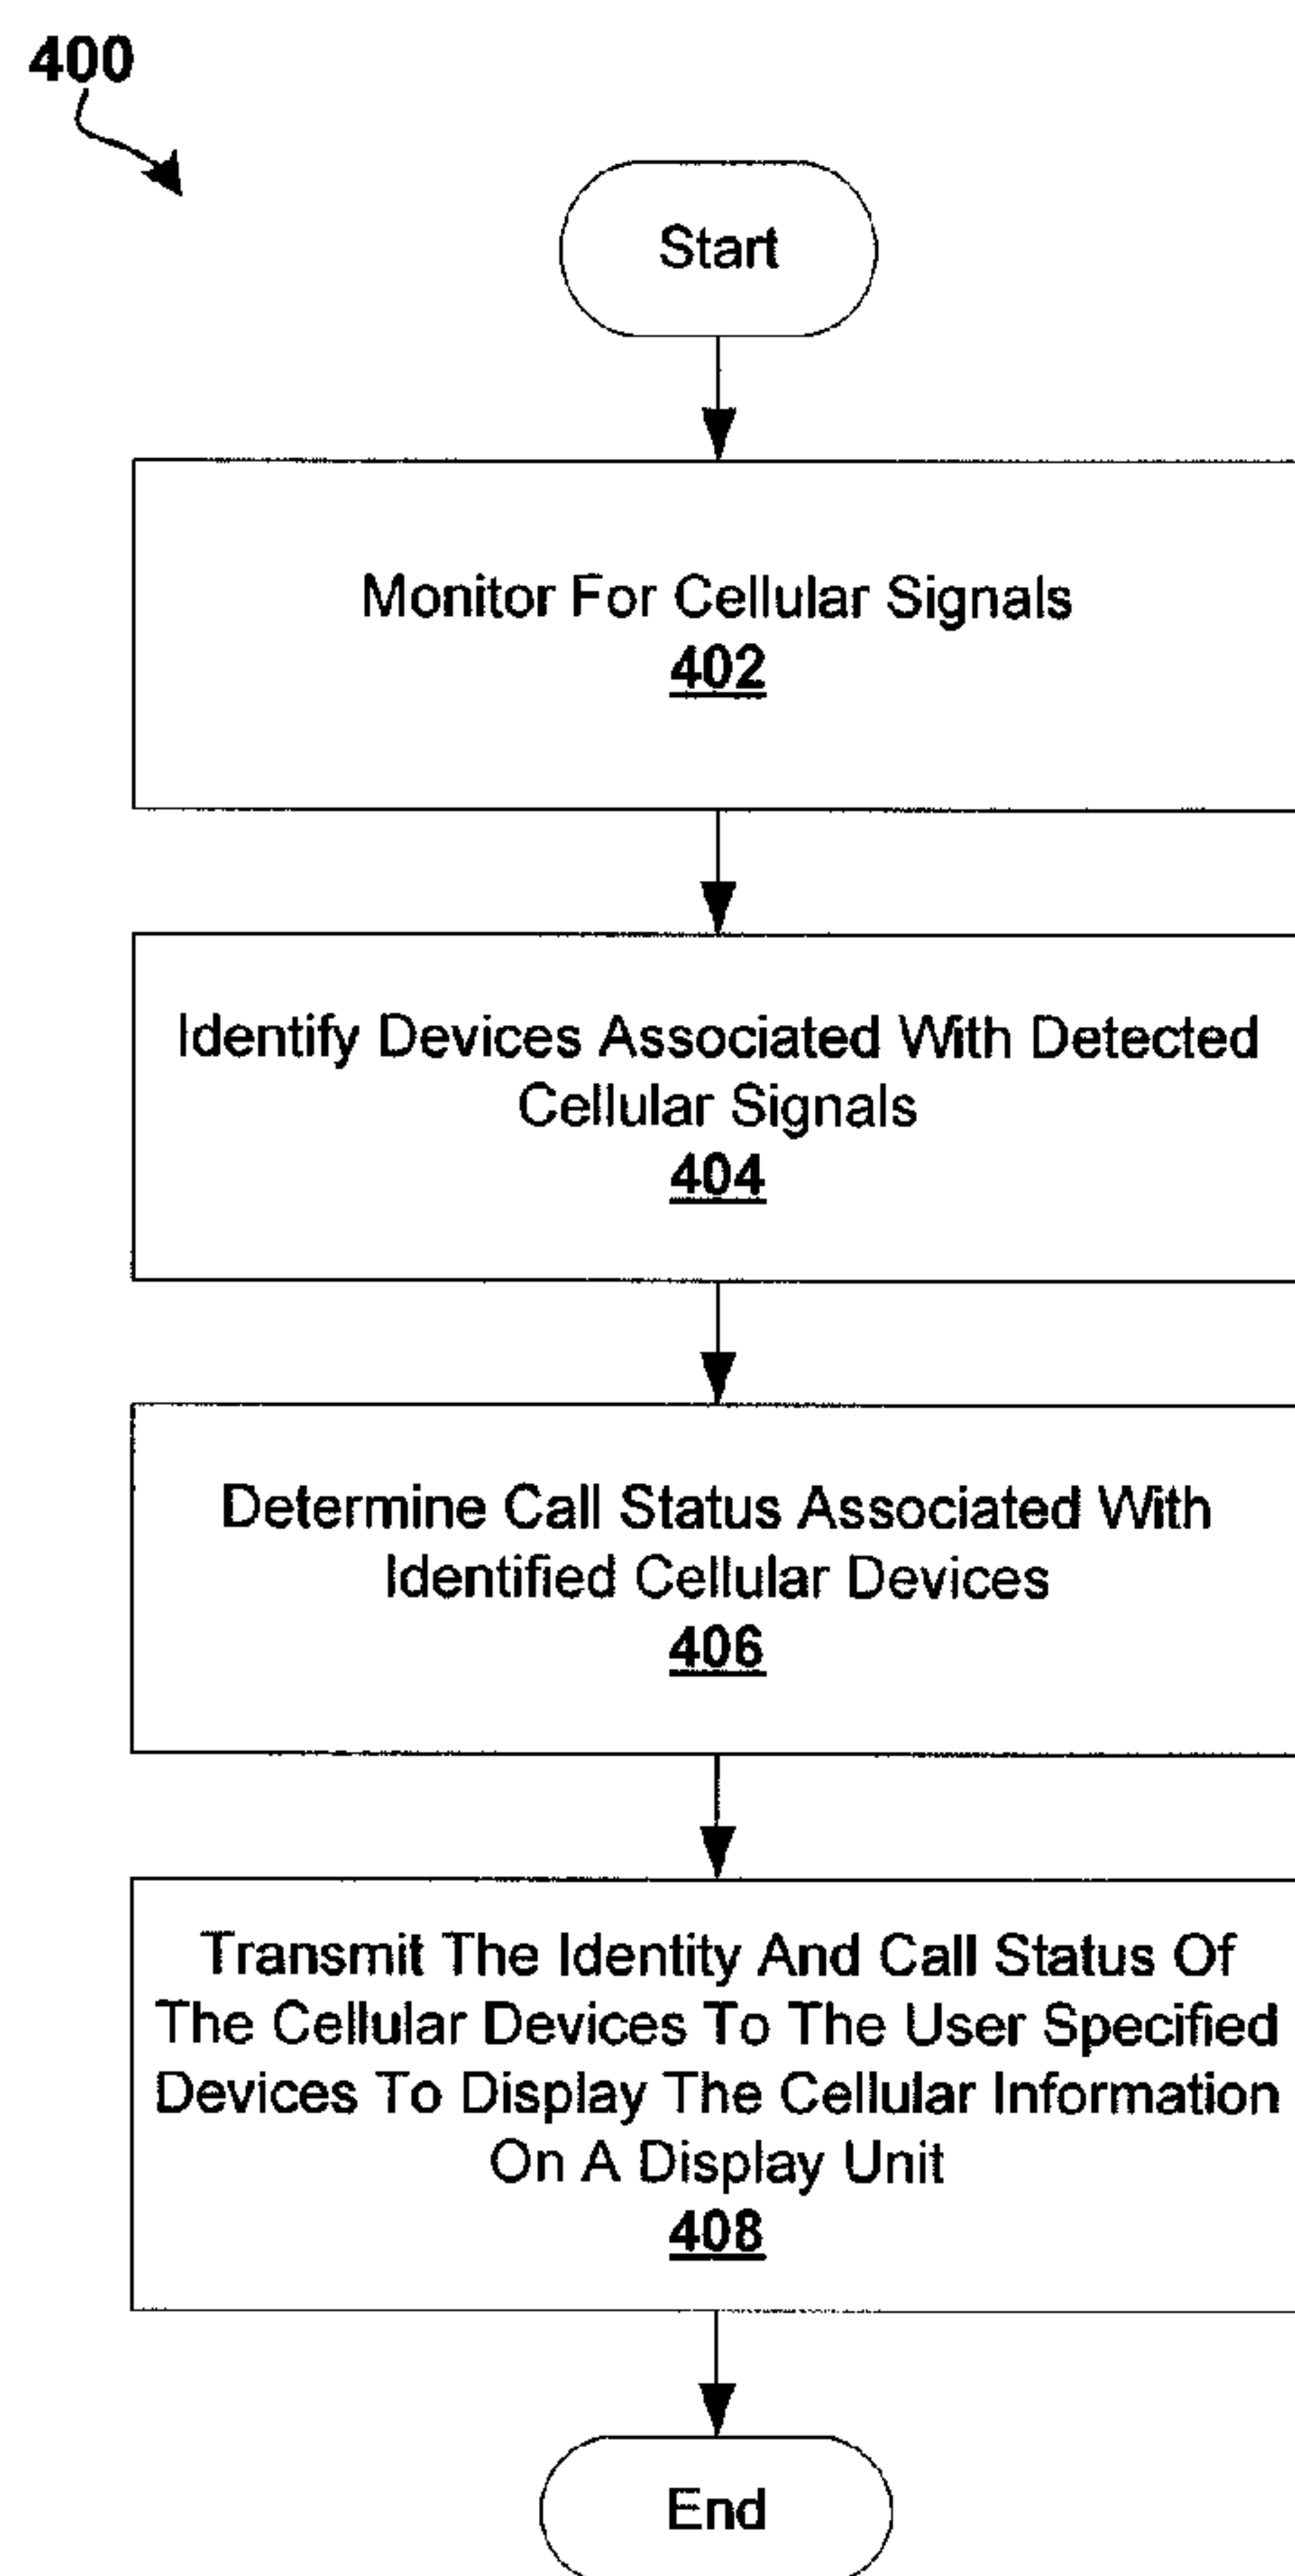 400
Start
Monitor For Cellular Signals
402
Identify Devices Associated With Detected
Cellular Signals
404
Determine Call Status Associated With
Identified Cellular Devices
406
Transmit The Identity And Call Status Of
The Cellular Devices To The User Specified
Devices To Display The Cellular Information
On A Display Unit
408
End